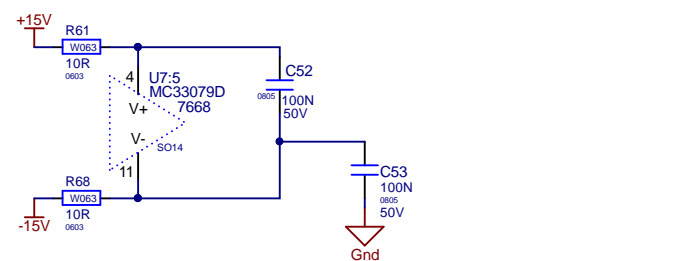 +15V
R61
W063
10R
0603
4
U7:5
MC33079D
7668
V+
V-
SO14
11
C52
0805
100N
50V
C53
100N
0805
50V
R68
W063
10R
0603
-15V
Gnd